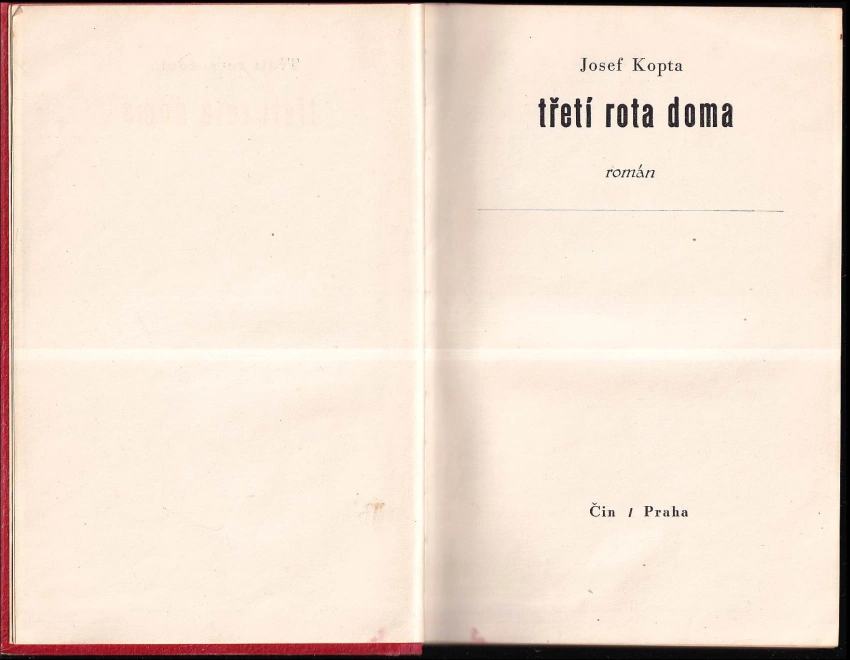 Josef Kopta
třetí rota doma
román
Čin / Praha